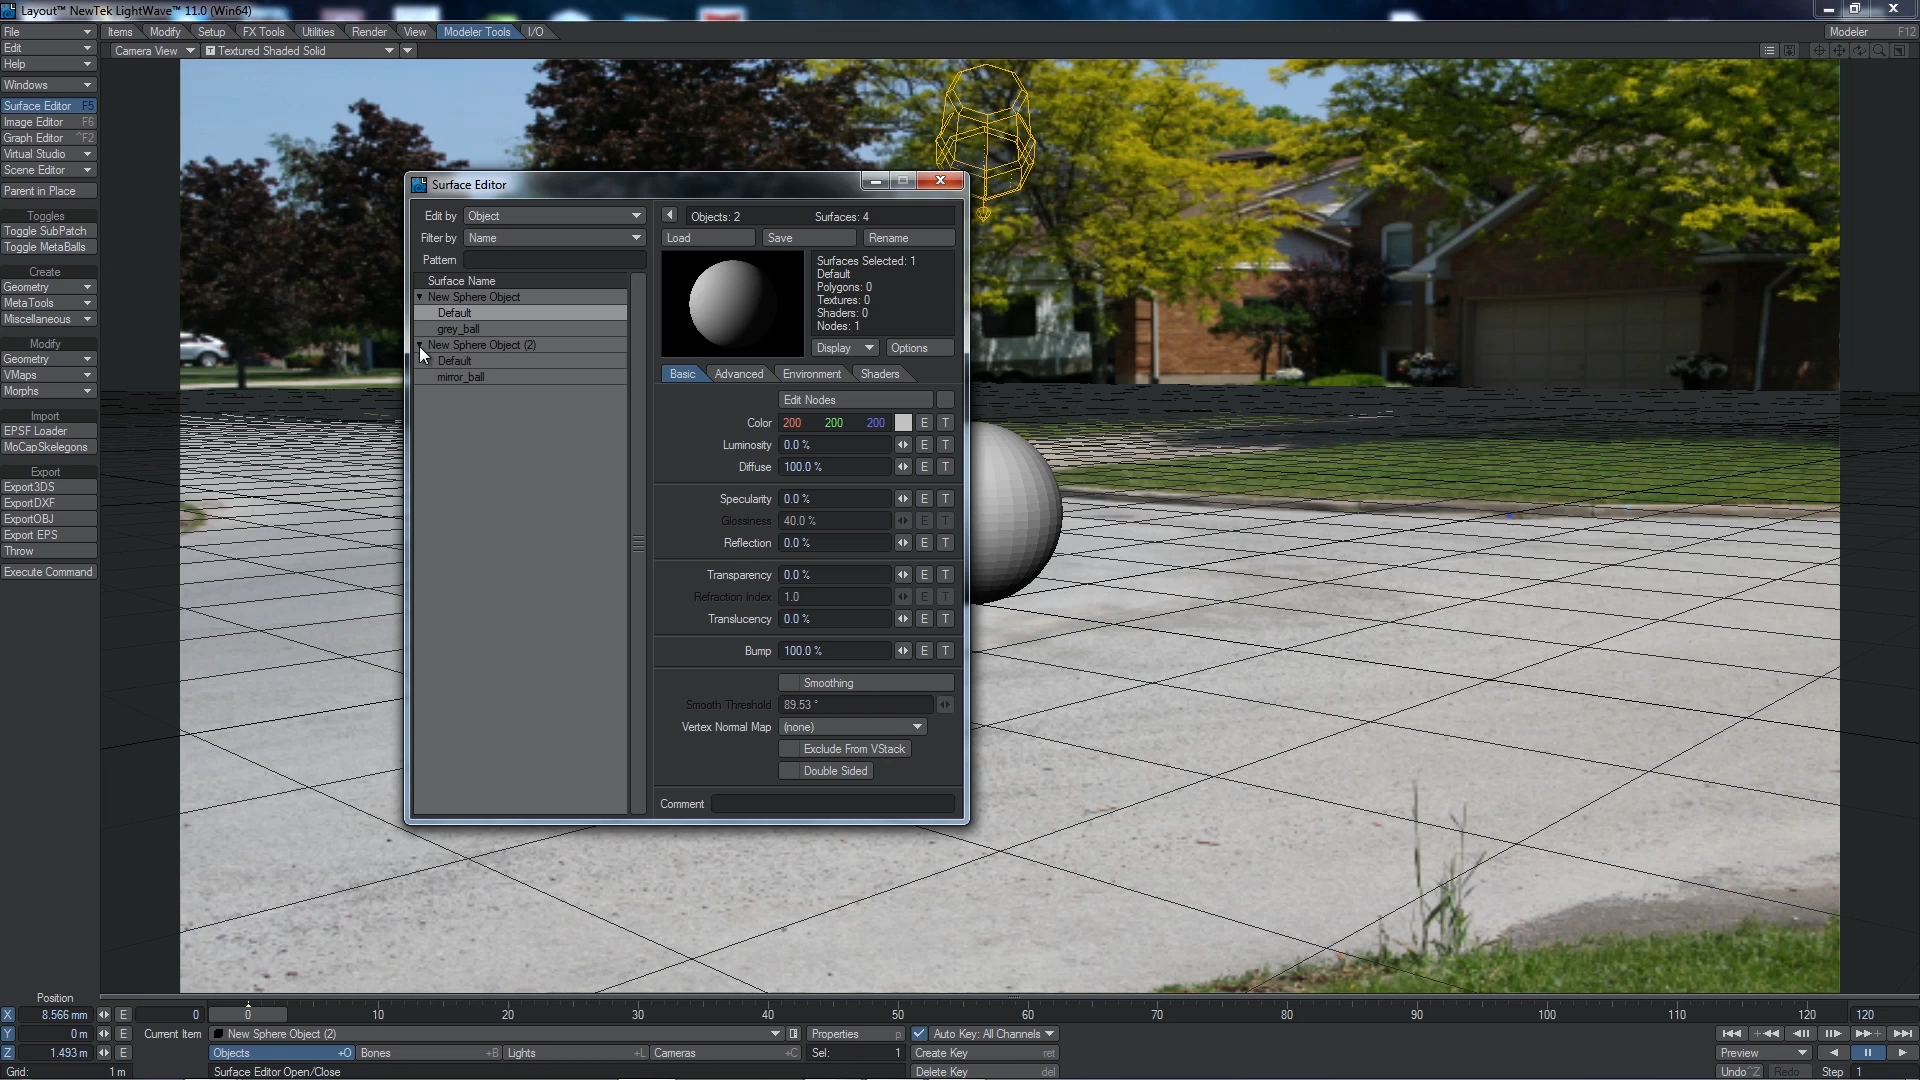 Layout™ NewTek LightWave™ 11.0 (Win64)
File
Items Modify Setup FX Tools Utilities Render View Modeler Tools I/O
Modeler F12
Edit
Camera View Textured Shaded Solid
Help
Windows
Surface Editor F5
Image Editor F6
Graph Editor ^F2
Virtual Studio
Scene Editor
Parent in Place
Toggles
Toggle SubPatch
Toggle MetaBalls
Create
Geometry
MetaTools
Miscellaneous
Modify
Geometry
VMaps
Morphs
Import
EPSF Loader
MoCapSkelegons
Export
Export3DS
ExportDXF
ExportOBJ
Export EPS
Throw
Execute Command
Surface Editor
Edit by Object
Filter by Name
Pattern
Surface Name
New Sphere Object
Default
grey_ball
New Sphere Object (2)
Default
mirror_ball
Objects: 2 Surfaces: 4
Load Save Rename
Surfaces Selected: 1
Default
Polygons: 0
Textures: 0
Shaders: 0
Nodes: 1
Display Options
Basic Advanced Environment Shaders
Edit Nodes
Color 200 200 200 E T
Luminosity 0.0 % E T
Diffuse 100.0 % E T
Specularity 0.0 % E T
Glossiness 40.0 % E T
Reflection 0.0 % E T
Transparency 0.0 % E T
Refraction Index 1.0 E T
Translucency 0.0 % E T
Bump 100.0 % E T
Smoothing
Smooth Threshold 89.53 °
Vertex Normal Map (none)
Exclude From VStack
Double Sided
Comment
Position
X 8.566 mm E 0 0 10 20 30 40 50 60 70 80 90 100 110 120 120
Y 0 m E Current Item New Sphere Object (2) Properties p Auto Key: All Channels
Z 1.493 m E Objects +O Bones +B Lights +L Cameras +C Sel: 1 Create Key ret Preview
Grid: 1 m Surface Editor Open/Close Delete Key del Undo ^Z Redo Step 1